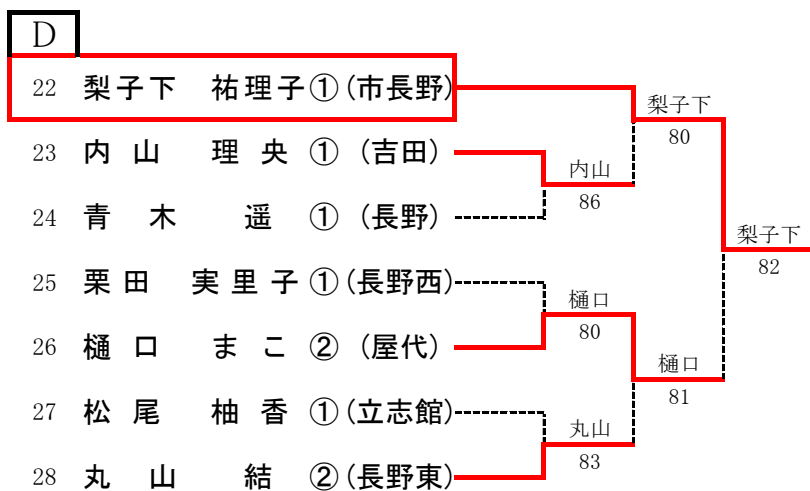 D
22 梨子下 祐理子 ① (市長野)
23 内山 理央 ① (吉田)
24 青木 遥 ① (長野)
25 栗田 実里子 ① (長野西)
26 樋口 まこ ② (屋代)
27 松尾 柚香 ① (立志館)
28 丸山 結 ② (長野東)
内山
86
樋口
80
丸山
83
梨子下
80
樋口
81
梨子下
82